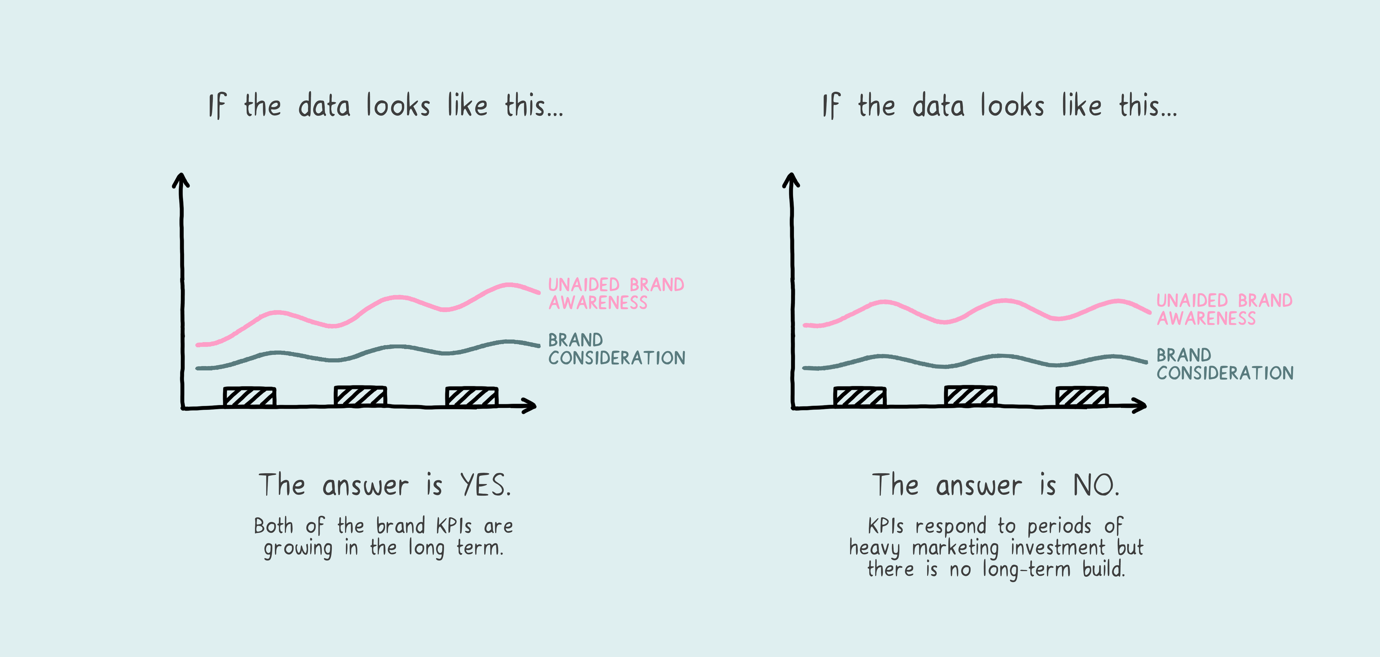 If the data looks like this...
UNAIDED BRAND
AWARENESS
BRAND
CONSIDERATION
The answer is YES.
Both of the brand KPIs are
growing in the long term.
If the data looks like this...
UNAIDED BRAND
AWARENESS
BRAND
CONSIDERATION
The answer is NO.
KPIs respond to periods of
heavy marketing investment but
there is no long-term build.